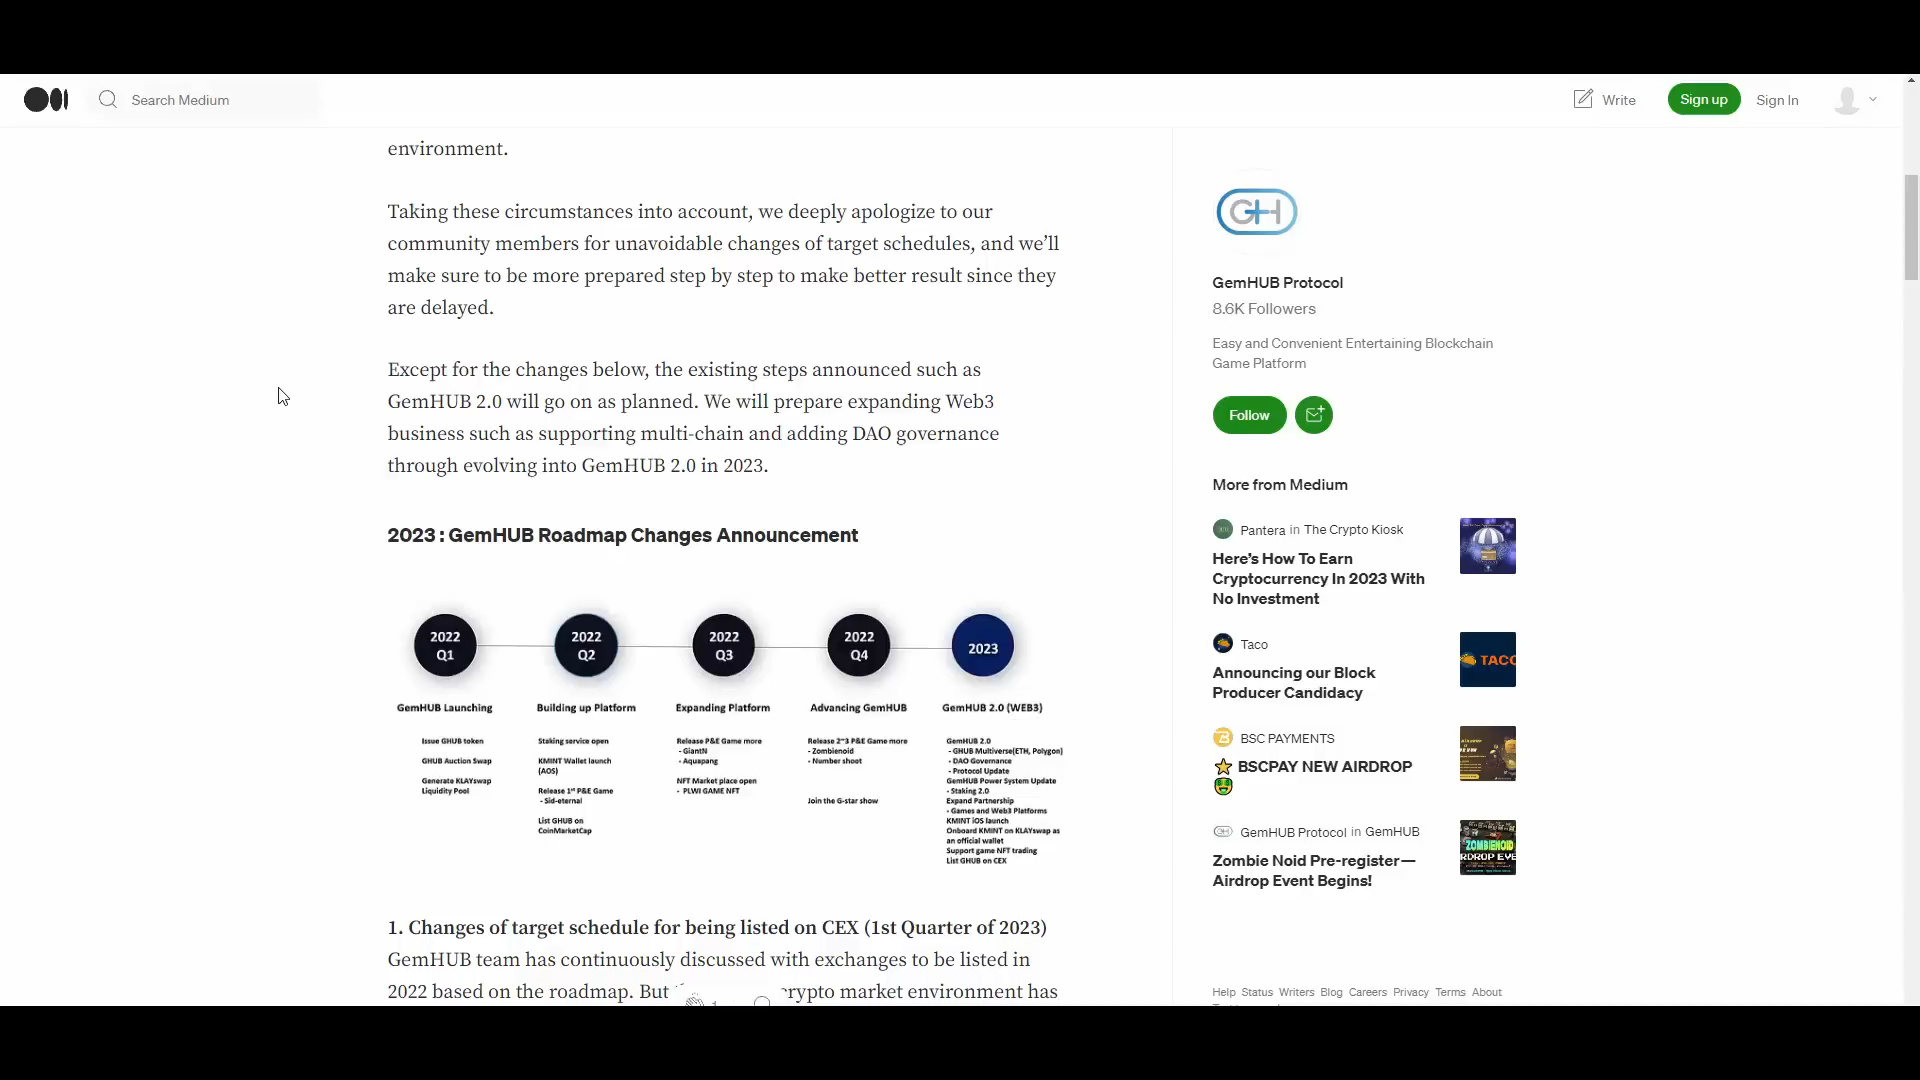 Search Medium
Write
Sign up
Sign In
environment.
Taking these circumstances into account, we deeply apologize to our
community members for unavoidable changes of target schedules, and we’ll
make sure to be more prepared step by step to make better result since they
are delayed.
Except for the changes below, the existing steps announced such as
GemHUB 2.0 will go on as planned. We will prepare expanding Web3
business such as supporting multi-chain and adding DAO governance
through evolving into GemHUB 2.0 in 2023.
2023 : GemHUB Roadmap Changes Announcement
2022
Q1
GemHUB Launching
Issue GHUB token
GHUB Auction Swap
Generate KLAYswap
Liquidity Pool
2022
Q2
Building up Platform
Staking service open
KMINT Wallet launch
(AOS)
Release 1st P&E Game
- Sid-eternal
List GHUB on
CoinMarketCap
2022
Q3
Expanding Platform
Release P&E Game more
- GiantN
- Aquapang
NFT Market place open
- PLWI GAME NFT
2022
Q4
Advancing GemHUB
Release 2~3 P&E Game more
- Zombienoid
- Number shoot
Join the G-star show
2023
GemHUB 2.0 (WEB3)
GemHUB 2.0
- GHUB Multiverse(ETH, Polygon)
- DAO Governance
- Protocol Update
GemHUB Power System Update
- Staking 2.0
Expand Partnership
- Games and Web3 Platforms
KMINT iOS launch
Onboard KMINT on KLAYswap as
an official wallet
Support game NFT trading
List GHUB on CEX
1. Changes of target schedule for being listed on CEX (1st Quarter of 2023)
GemHUB team has continuously discussed with exchanges to be listed in
2022 based on the roadmap. But crypto market environment has
GH
GemHUB Protocol
8.6K Followers
Easy and Convenient Entertaining Blockchain
Game Platform
Follow
More from Medium
Pantera in The Crypto Kiosk
Here’s How To Earn
Cryptocurrency In 2023 With
No Investment
Taco
Announcing our Block
Producer Candidacy
TACO
BSC PAYMENTS
BSCPAY NEW AIRDROP
GemHUB Protocol in GemHUB
Zombie Noid Pre-register—
Airdrop Event Begins!
ZOMBIENOID
RDROP EVE
Help Status Writers Blog Careers Privacy Terms About